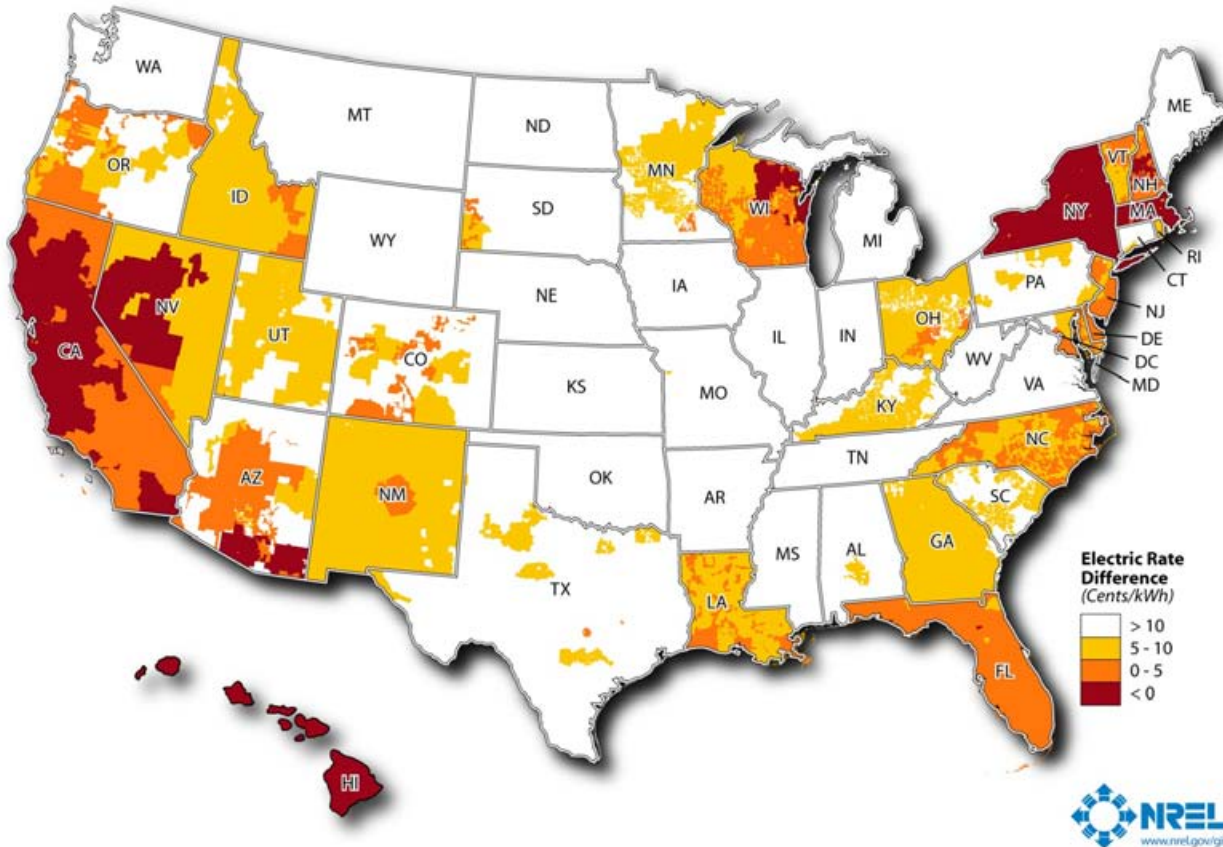 WA
MT
ND
MN
ME
OR
ID
SD
WI
VT
NH
NY
MA
WY
MI
RI
CT
NE
IA
PA
NV
UT
CO
IL
IN
OH
NJ
DE
DC
MD
CA
KS
MO
WV
VA
KY
AZ
NM
OK
AR
TN
NC
SC
TX
LA
MS
AL
GA
FL
HI
Electric Rate
Difference
(Cents/kWh)
> 10
5 - 10
0 - 5
< 0
NREL